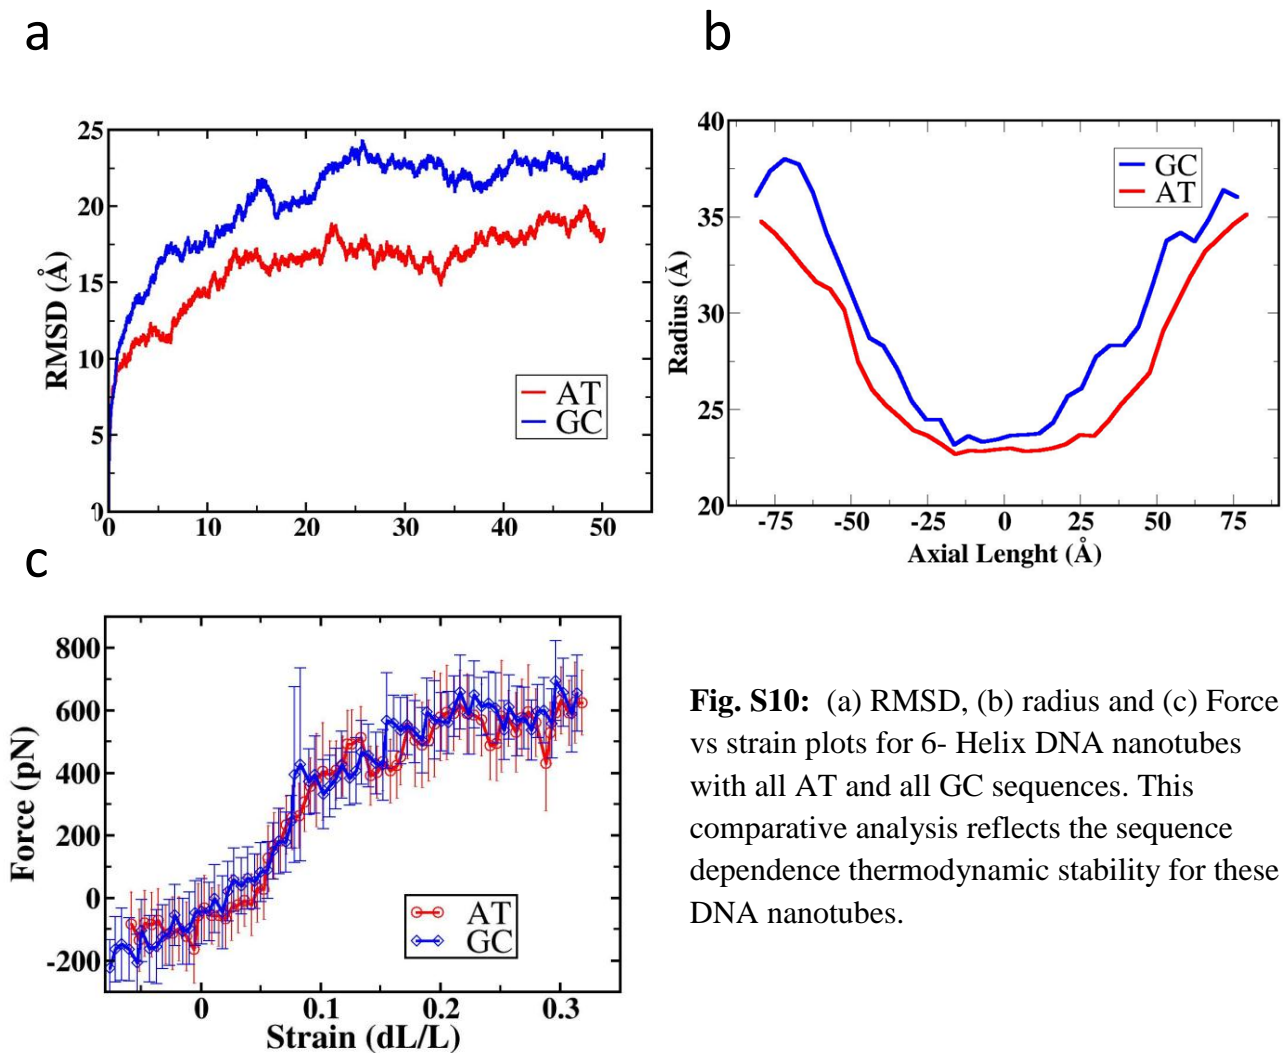 a
b
25
20
15
10
5
0
RMSD (Å)
AT
GC
0 10 20 30 40 50
40
35
30
25
20
Radius (Å)
GC
AT
-75 -50 -25 0 25 50 75
Axial Lenght (Å)
c
800
600
400
200
0
-200
Force (pN)
AT
GC
0 0.1 0.2 0.3
Strain (dL/L)
Fig. S10: (a) RMSD, (b) radius and (c) Force
vs strain plots for 6- Helix DNA nanotubes
with all AT and all GC sequences. This
comparative analysis reflects the sequence
dependence thermodynamic stability for these
DNA nanotubes.